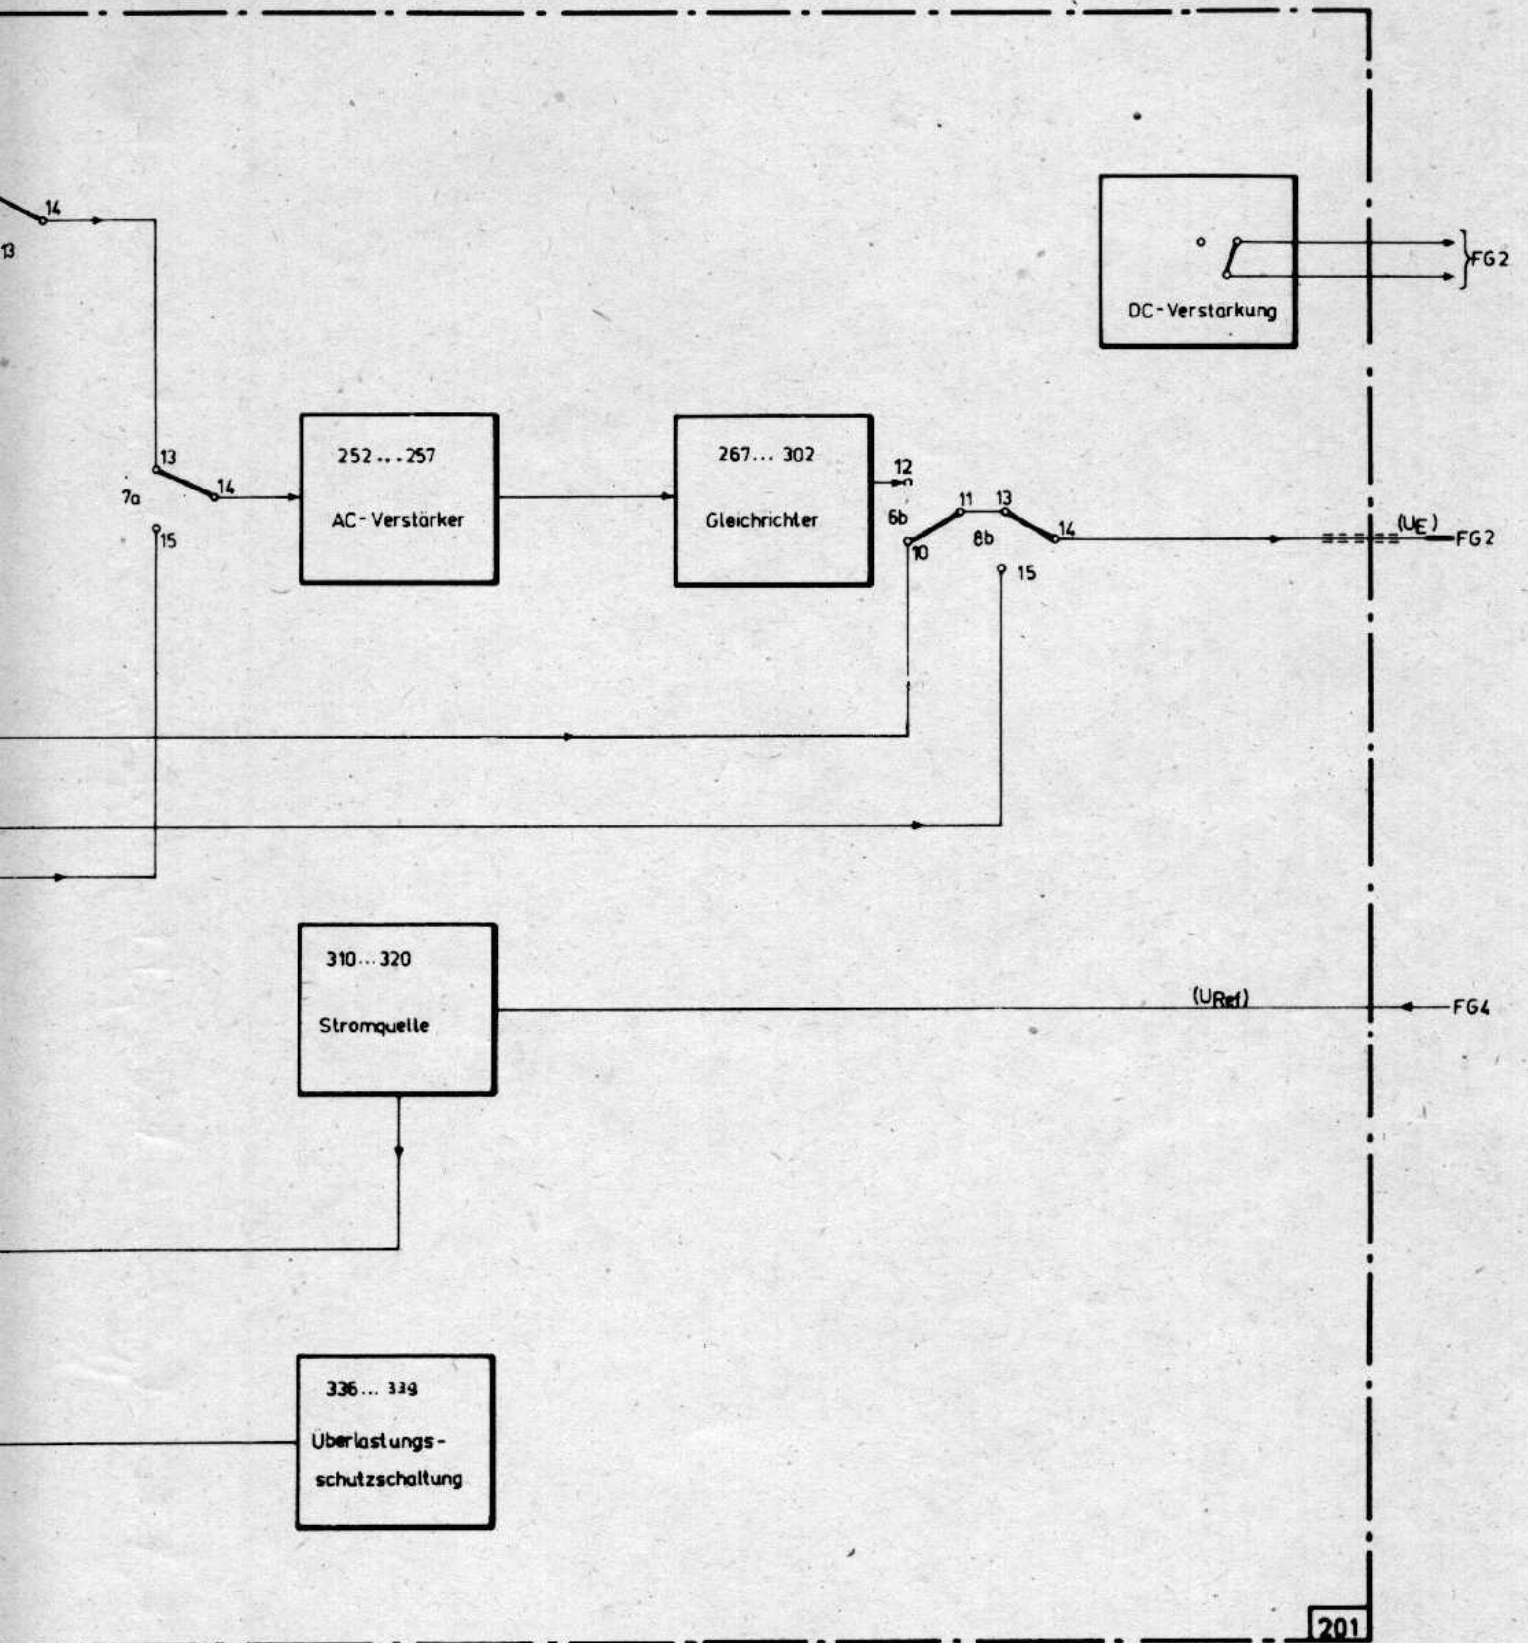 14
13
FG2
DC-Verstärkung
13
7a
14
15
252...257
AC-Verstärker
267... 302
Gleichrichter
12
6b
10
11
13
8b
14
15
(UE)
FG2
310...320
Stromquelle
(URef)
FG4
336... 339
Überlastungs-
schutzschaltung
201